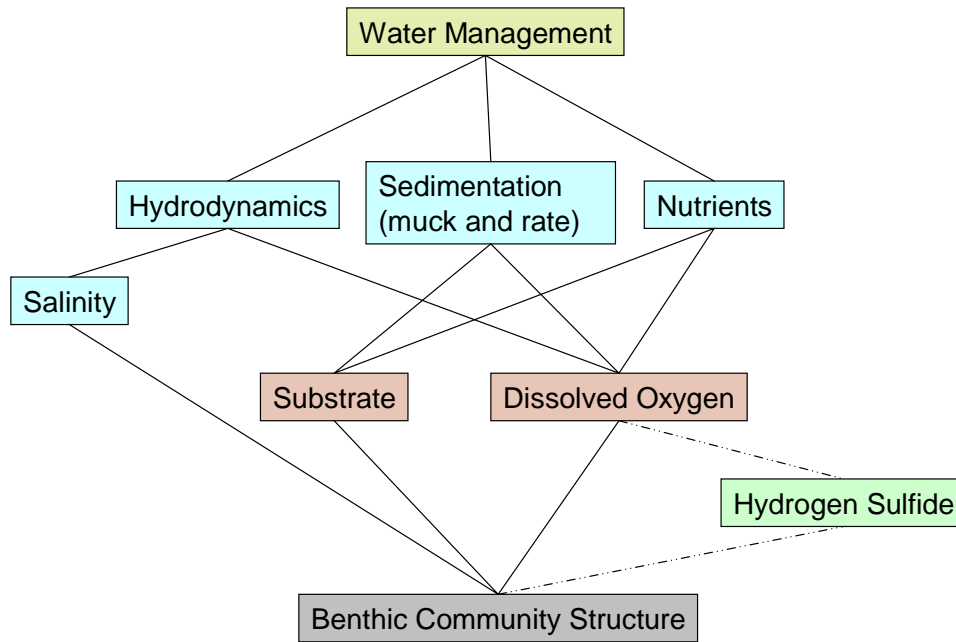 Water Management
Hydrodynamics
Sedimentation
(muck and rate)
Nutrients
Salinity
Substrate
Dissolved Oxygen
Hydrogen Sulfide
Benthic Community Structure